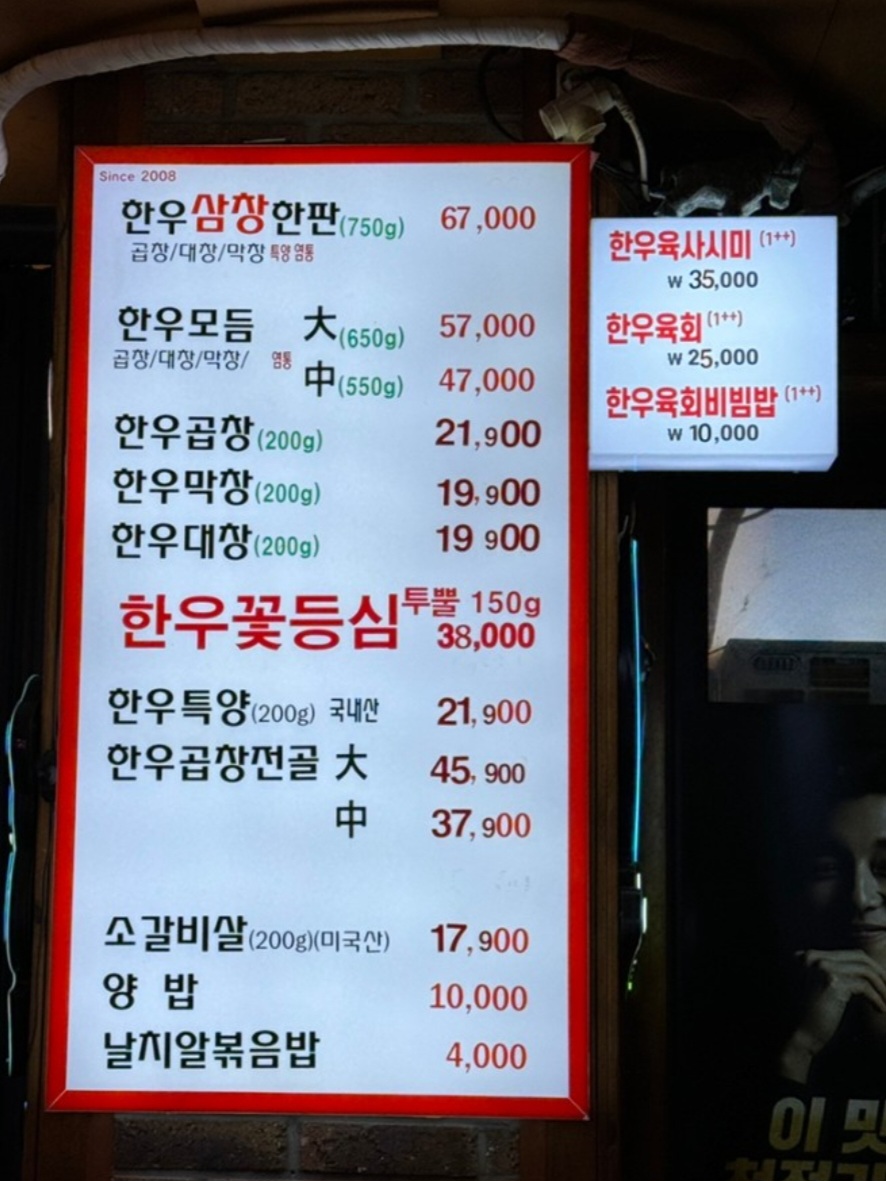 Since 2008
한우삼창한판(750g) 67,000
곱창/대창/막창 특양 염통
한우모듬 大(650g) 57,000
곱창/대창/막창/ 염통
中(550g) 47,000
한우곱창(200g) 21,900
한우막창(200g) 19,900
한우대창(200g) 19 900
한우꽃등심 투뿔 150g
38,000
한우특양(200g) 국내산 21,900
한우곱창전골 大 45,900
中 37,900
소갈비살(200g)(미국산) 17,900
양 밥 10,000
날치알볶음밥 4,000
한우육사시미 (1++)
₩ 35,000
한우육회 (1++)
₩ 25,000
한우육회비빔밥 (1++)
₩ 10,000
이